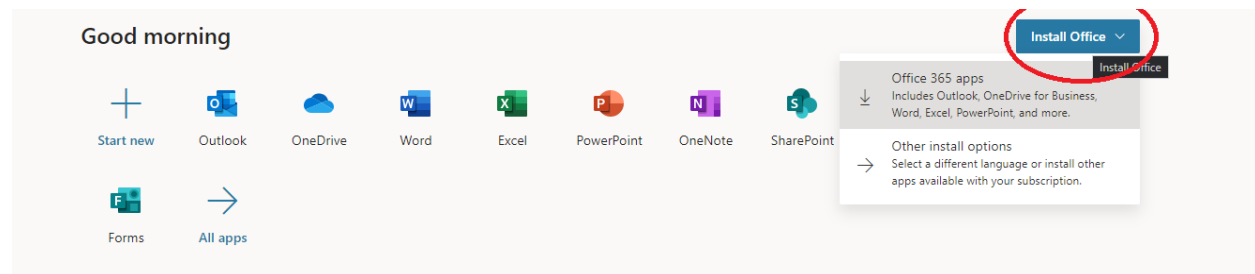 Good morning
Install Office
Install Office
Office 365 apps
Includes Outlook, OneDrive for Business,
Word, Excel, PowerPoint, and more.
Other install options
Select a different language or install other
apps available with your subscription.
Start new
Outlook
OneDrive
Word
Excel
PowerPoint
OneNote
SharePoint
Forms
All apps